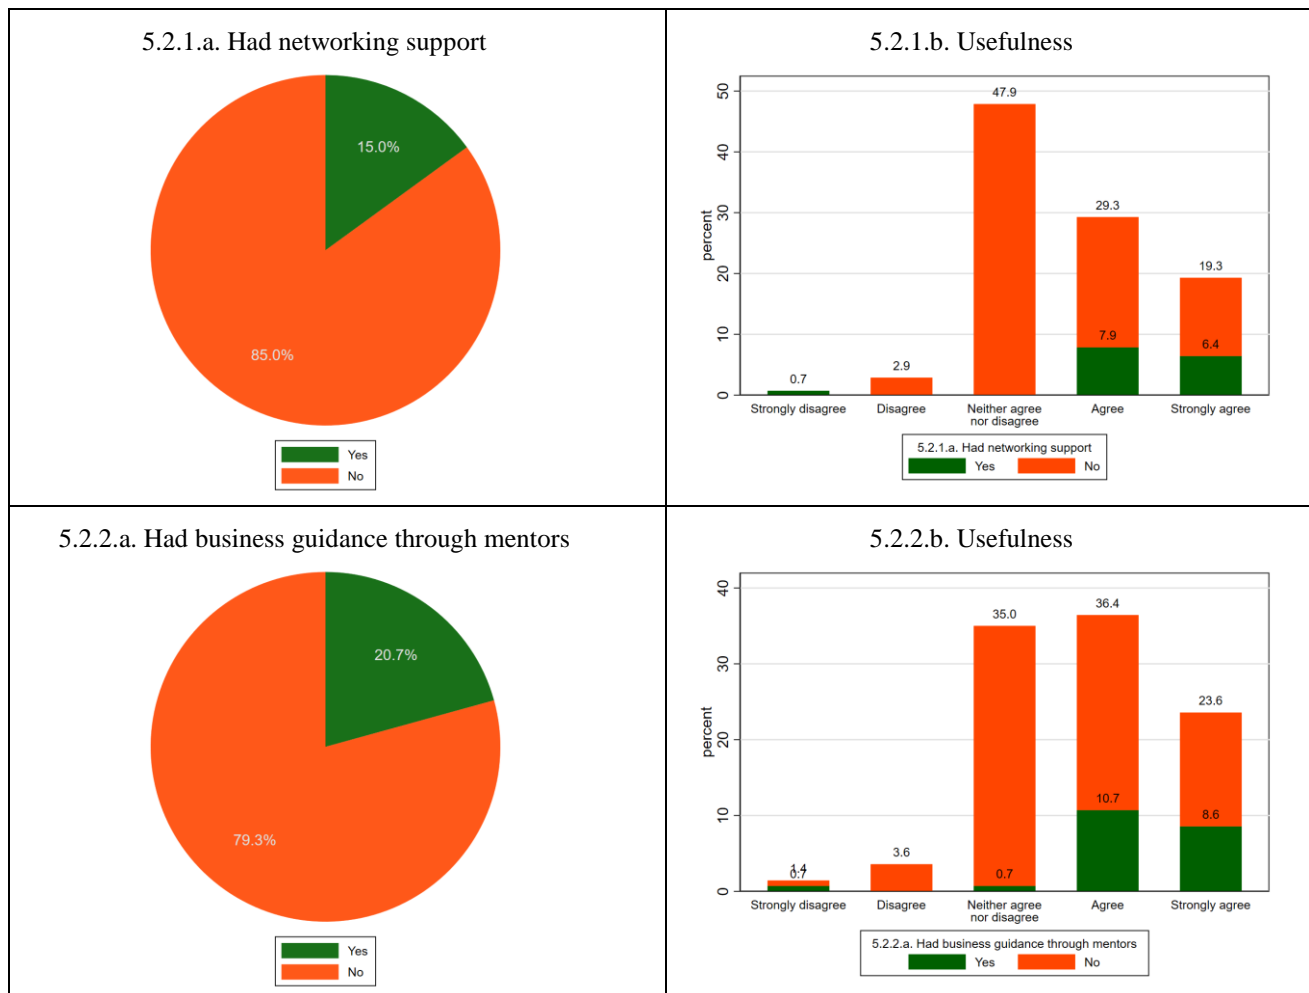 5.2.1.a. Had networking support
15.0%
85.0%
Yes
No
5.2.1.b. Usefulness
percent
50
40
30
20
10
0
0.7
2.9
47.9
29.3
7.9
19.3
6.4
Strongly disagree
Disagree
Neither agree
nor disagree
Agree
Strongly agree
5.2.1.a. Had networking support
Yes No
5.2.2.a. Had business guidance through mentors
20.7%
79.3%
Yes
No
5.2.2.b. Usefulness
percent
40
30
20
10
0
1.4
0.7
3.6
35.0
0.7
36.4
10.7
23.6
8.6
Strongly disagree
Disagree
Neither agree
nor disagree
Agree
Strongly agree
5.2.2.a. Had business guidance through mentors
Yes No